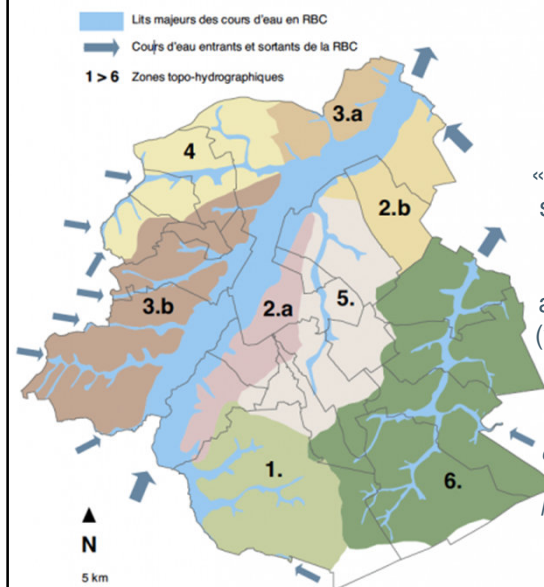 Lits majeurs des cours d'eau en RBC
Cours d'eau entrants et sortants de la RBC
1 > 6 Zones topo-hydrographiques
3.a
4
«
s
2.b
3.b
2.a
5.
a
(
1.
6.
N
5 km